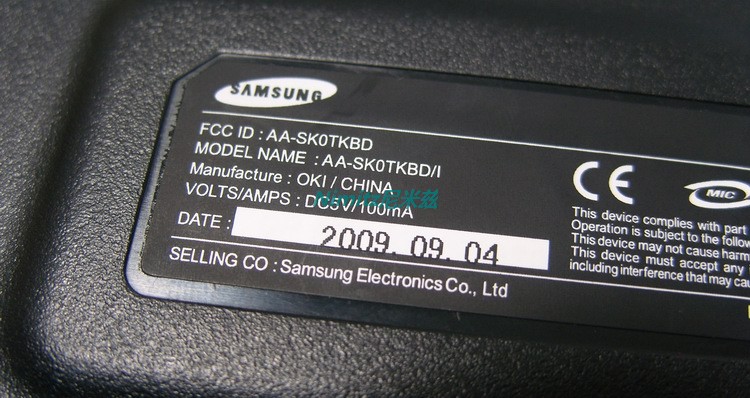 SAMSUNG
FCC ID : AA-SK0TKBD
MODEL NAME : AA-SK0TKBD/I
Manufacture : OKI / CHINA
VOLTS/AMPS : DC5V/100mA
DATE : 2009. 09. 04
SELLING CO : Samsung Electronics Co., Ltd
CE
MIC
This device complies with part
Operation is subject to the follow
This device may not cause harm
This device must accept any
including interference that may cau